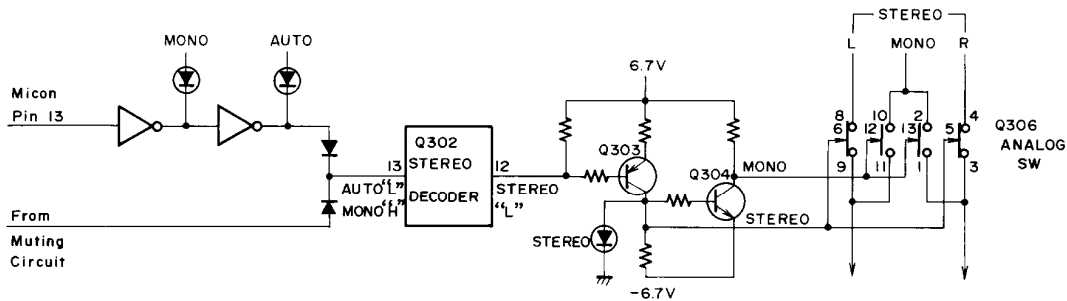 STEREO
MONO
AUTO
L
MONO
R
6.7V
Micon
Pin 13
8
10
2
4
Q306
ANALOG
SW
6
12
13
5
9
11
1
3
Q302
STEREO
DECODER
13
12
AUTO"L"
MONO"H"
STEREO
"L"
Q303
Q304
MONO
STEREO
From
Muting
Circuit
STEREO
-6.7V